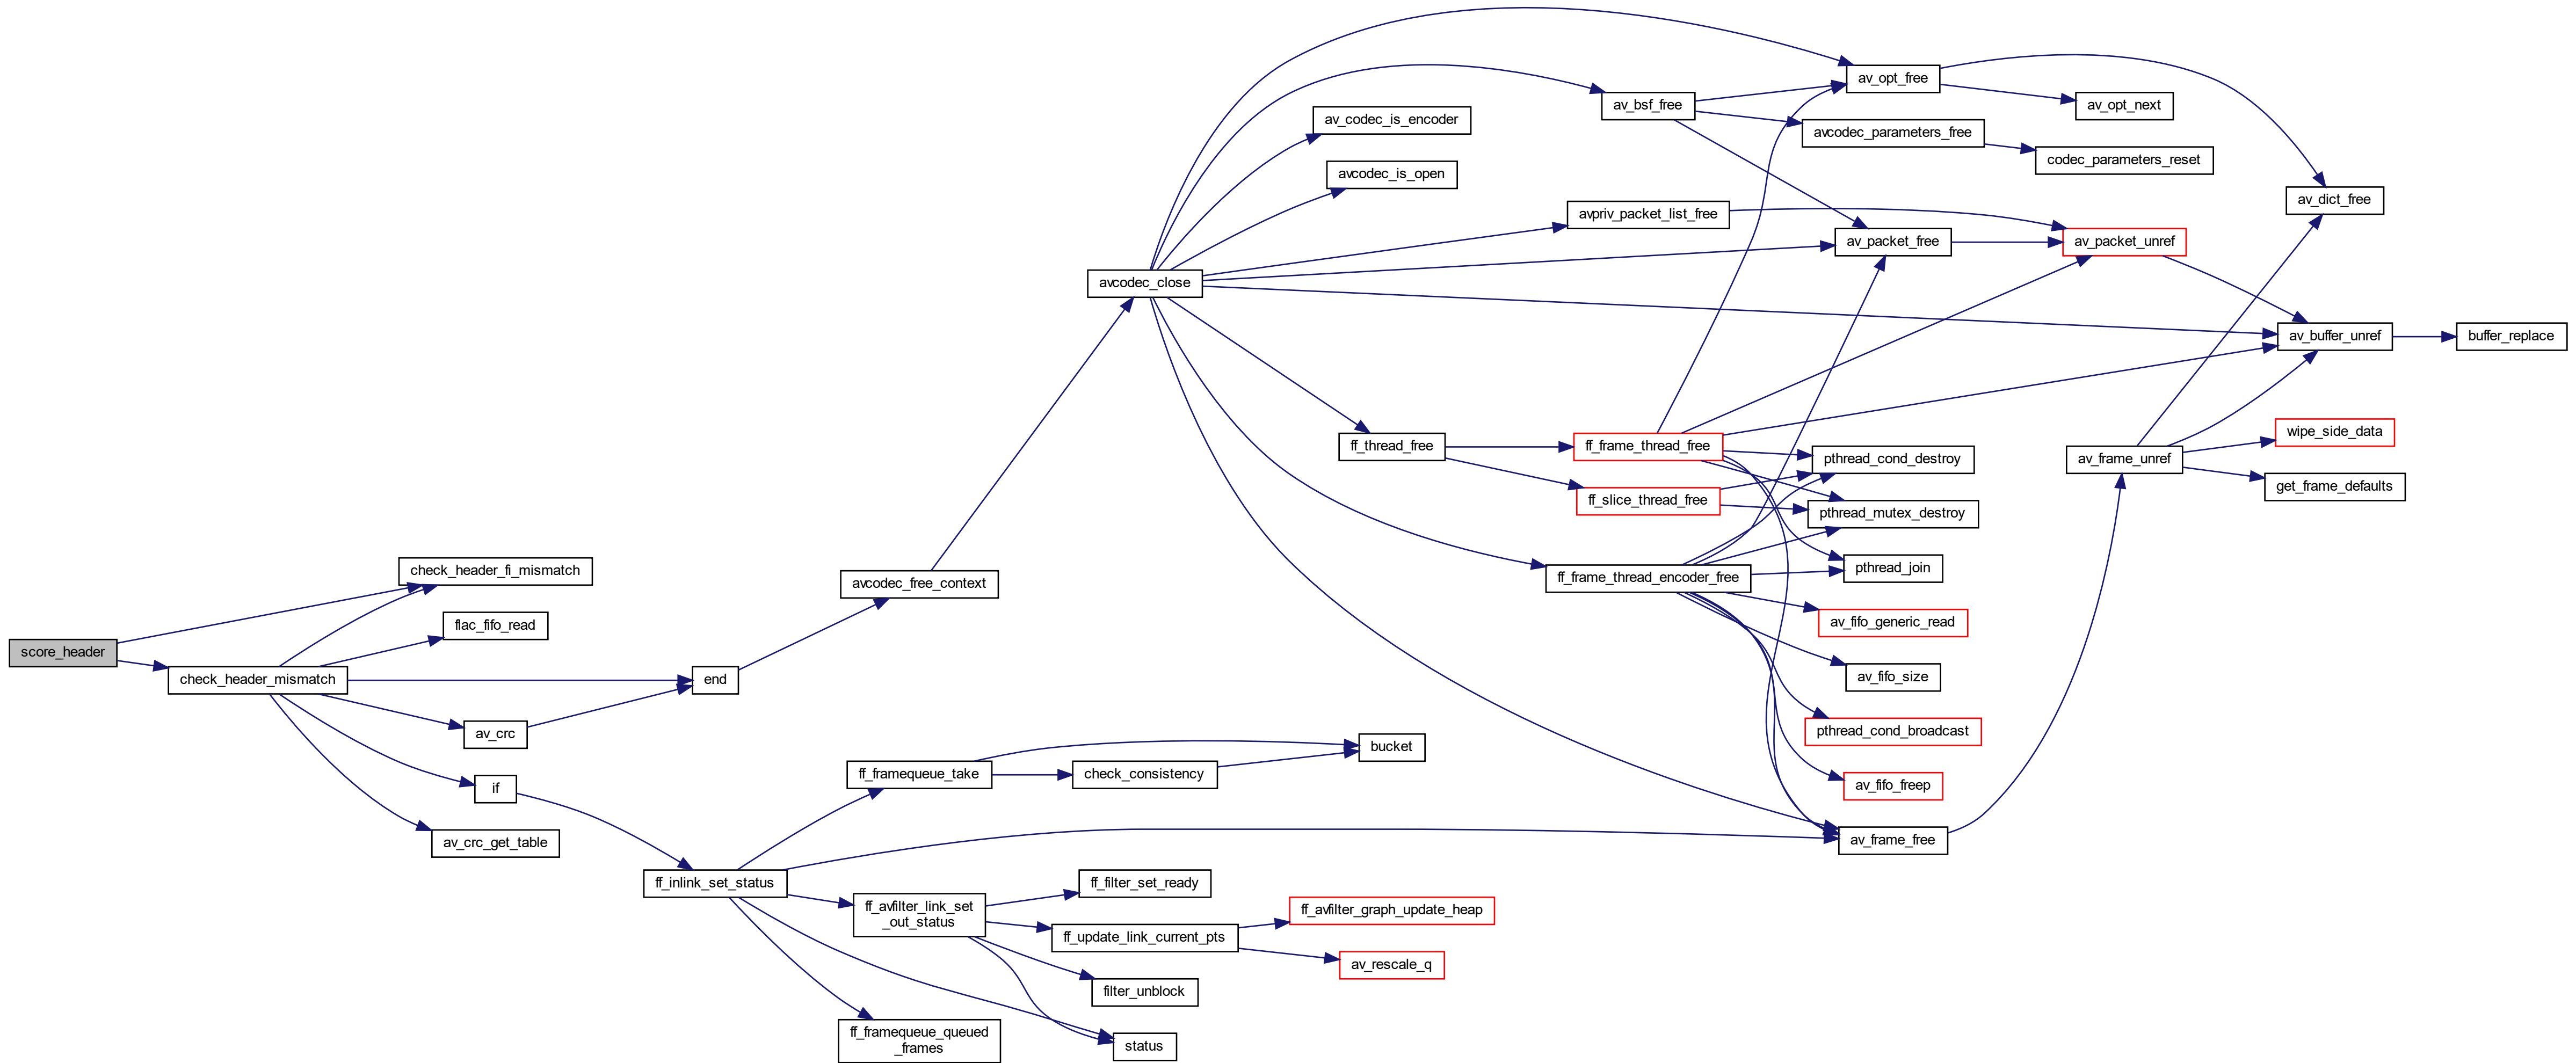 score_header
check_header_fi_mismatch
flac_fifo_read
check_header_mismatch
av_crc
if
av_crc_get_table
end
ff_inlink_set_status
avcodec_free_context
ff_framequeue_take
ff_avfilter_link_set
_out_status
ff_framequeue_queued
_frames
avcodec_close
check_consistency
ff_filter_set_ready
ff_update_link_current_pts
filter_unblock
status
av_codec_is_encoder
avcodec_is_open
ff_thread_free
bucket
ff_avfilter_graph_update_heap
av_rescale_q
av_bsf_free
avpriv_packet_list_free
ff_frame_thread_free
ff_slice_thread_free
ff_frame_thread_encoder_free
av_opt_free
avcodec_parameters_free
av_packet_free
pthread_cond_destroy
pthread_mutex_destroy
pthread_join
av_fifo_generic_read
av_fifo_size
pthread_cond_broadcast
av_fifo_freep
av_frame_free
av_opt_next
codec_parameters_reset
av_packet_unref
av_frame_unref
av_dict_free
av_buffer_unref
wipe_side_data
get_frame_defaults
buffer_replace